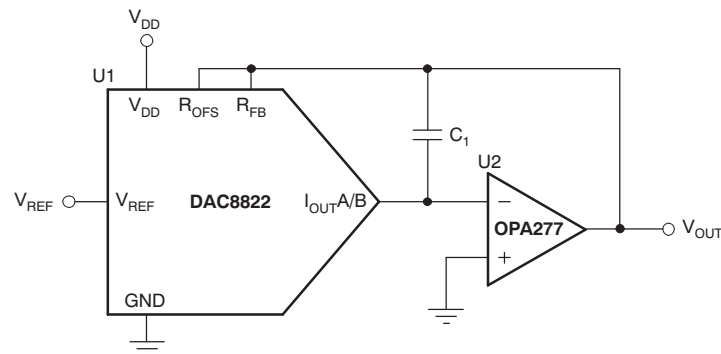 V_DD
U1
V_DD R_OFS R_FB
C_1
U2
V_REF V_REF DAC8822 I_OUT A/B
−
OPA277
+
V_OUT
GND